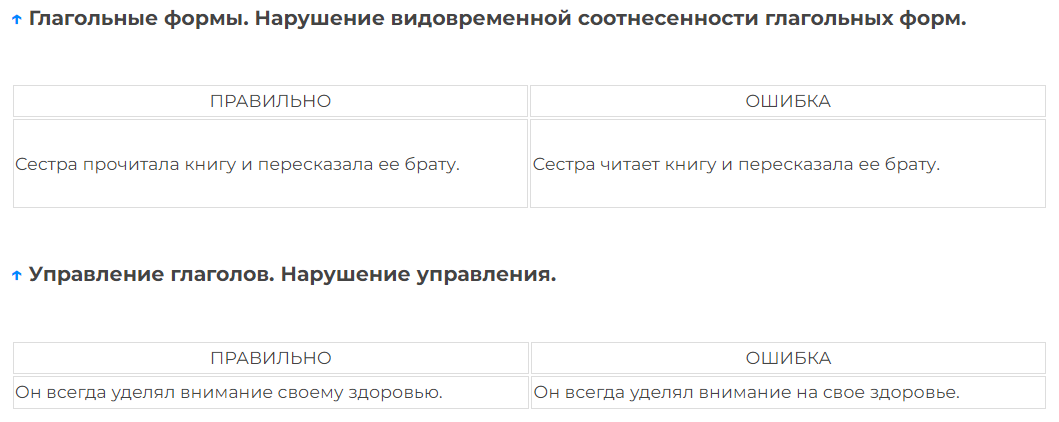 ↑ Глагольные формы. Нарушение видовременной соотнесенности глагольных форм.
ПРАВИЛЬНО ОШИБКА
Сестра прочитала книгу и пересказала ее брату. Сестра читает книгу и пересказала ее брату.
↑ Управление глаголов. Нарушение управления.
ПРАВИЛЬНО ОШИБКА
Он всегда уделял внимание своему здоровью. Он всегда уделял внимание на свое здоровье.